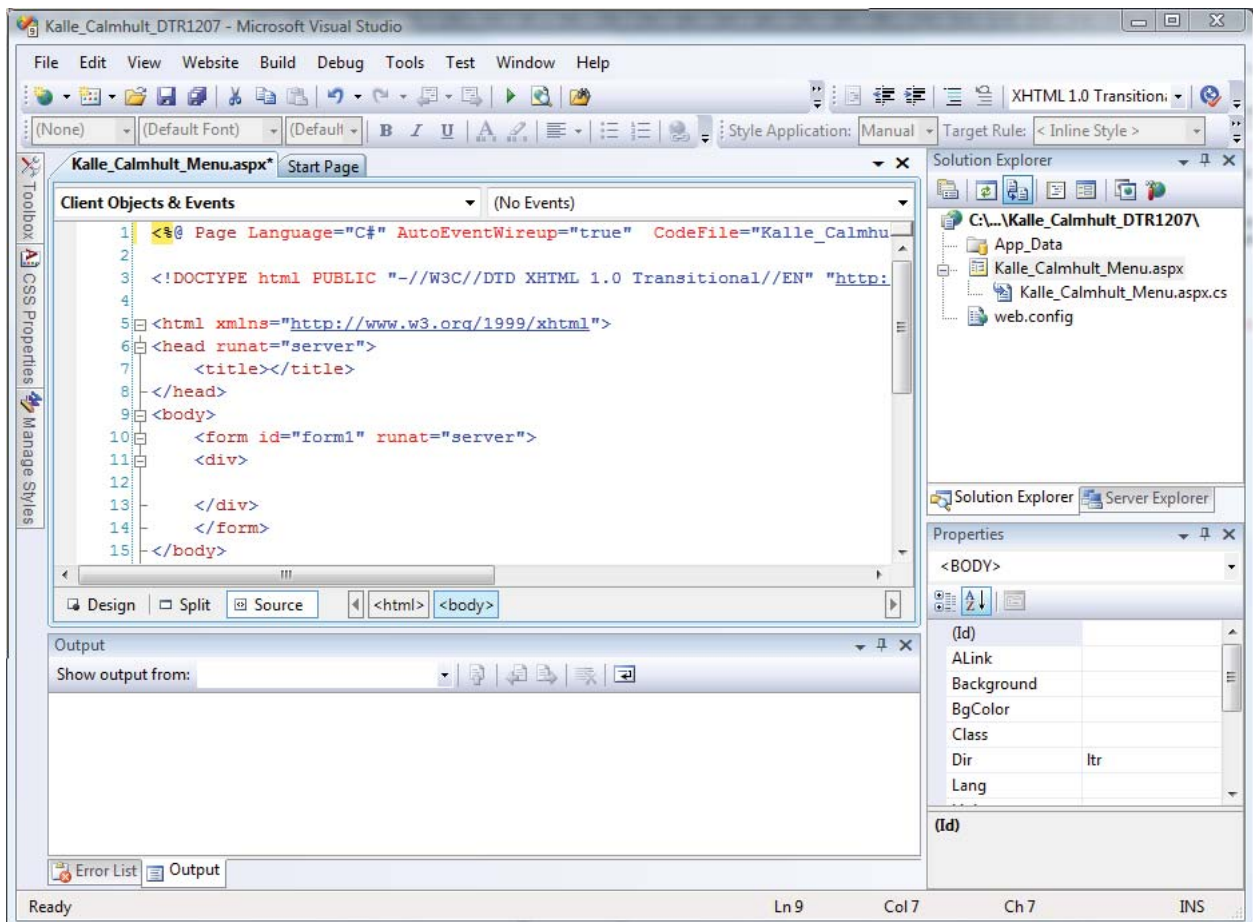 Kalle_Calmhult_DTR1207 - Microsoft Visual Studio
File Edit View Website Build Debug Tools Test Window Help
XHTML 1.0 Transition
(None) (Default Font) (Default B I U A Style Application: Manual Target Rule: < Inline Style >
Toolbox
CSS Properties
Manage Styles
Kalle_Calmhult_Menu.aspx* Start Page
Client Objects & Events (No Events)
1 <%@ Page Language="C#" AutoEventWireup="true" CodeFile="Kalle_Calmhu
2
3 <!DOCTYPE html PUBLIC "-//W3C//DTD XHTML 1.0 Transitional//EN" "http:
4
5 <html xmlns="http://www.w3.org/1999/xhtml">
6 <head runat="server">
7 <title></title>
8 </head>
9 <body>
10 <form id="form1" runat="server">
11 <div>
12
13 </div>
14 </form>
15 </body>
Design Split Source <html> <body>
Output
Show output from:
Error List Output
Solution Explorer
C:\...\Kalle_Calmhult_DTR1207\
App_Data
Kalle_Calmhult_Menu.aspx
Kalle_Calmhult_Menu.aspx.cs
web.config
Solution Explorer Server Explorer
Properties
<BODY>
(Id)
ALink
Background
BgColor
Class
Dir ltr
Lang
(Id)
Ready Ln 9 Col 7 Ch 7 INS